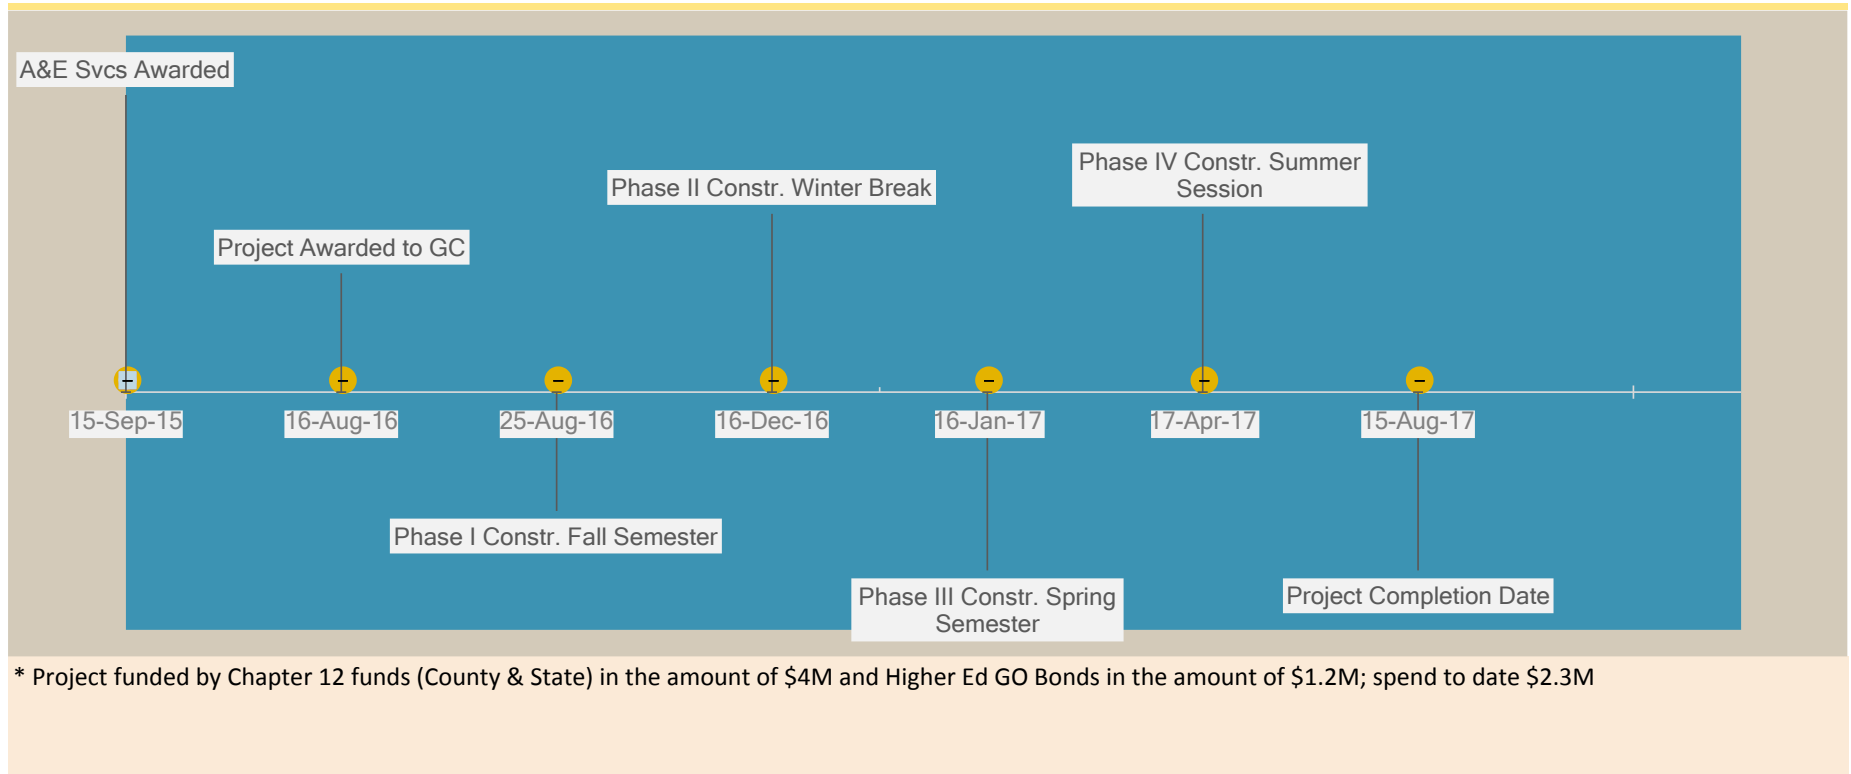 A&E Svcs Awarded
Phase IV Constr. Summer
Session
Phase II Constr. Winter Break
Project Awarded to GC
15-Sep-15
16-Aug-16
25-Aug-16
16-Dec-16
16-Jan-17
17-Apr-17
15-Aug-17
Phase I Constr. Fall Semester
Phase III Constr. Spring
Semester
Project Completion Date
* Project funded by Chapter 12 funds (County & State) in the amount of $4M and Higher Ed GO Bonds in the amount of $1.2M; spend to date $2.3M